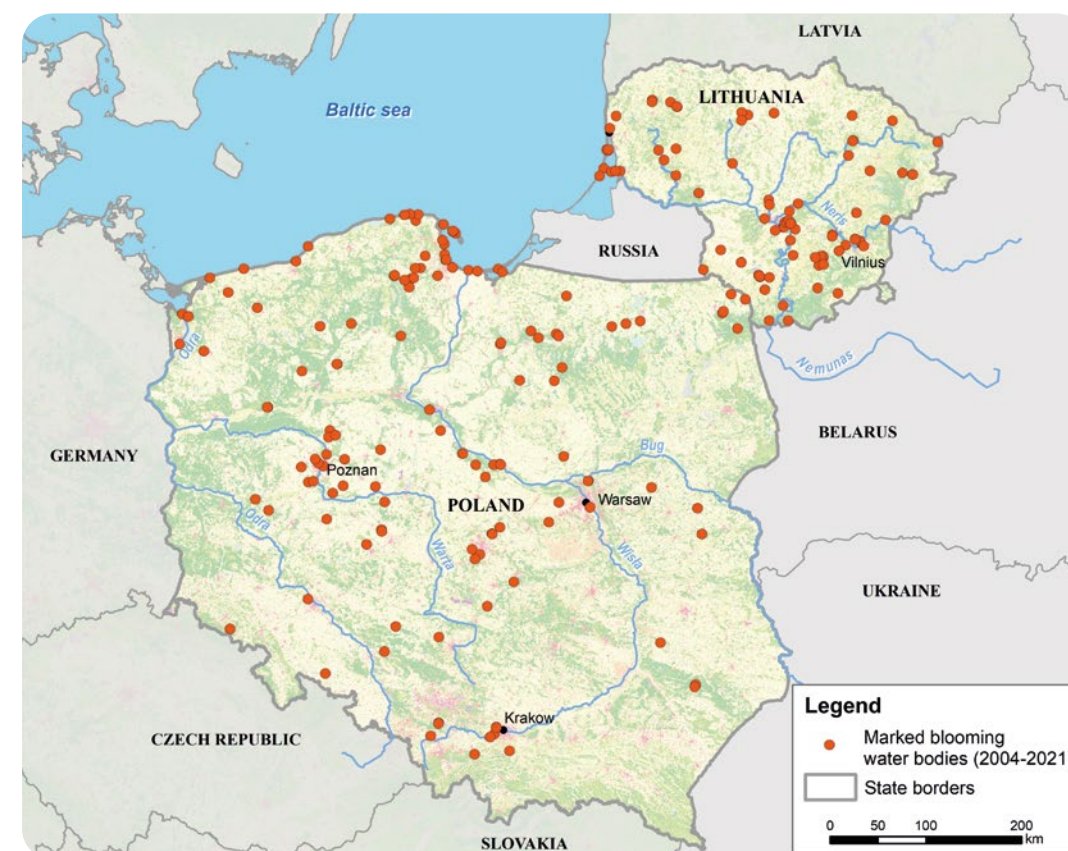 LATVIA
LITHUANIA
Baltic sea
Neris
RUSSIA
Vilnius
Odra
Nemunas
BELARUS
GERMANY
Bug
Poznan
POLAND
Warsaw
Odra
Warta
Wisla
UKRAINE
Legend
Krakow
Marked blooming
water bodies (2004-2021
CZECH REPUBLIC
State borders
0 50 100 200
km
SLOVAKIA